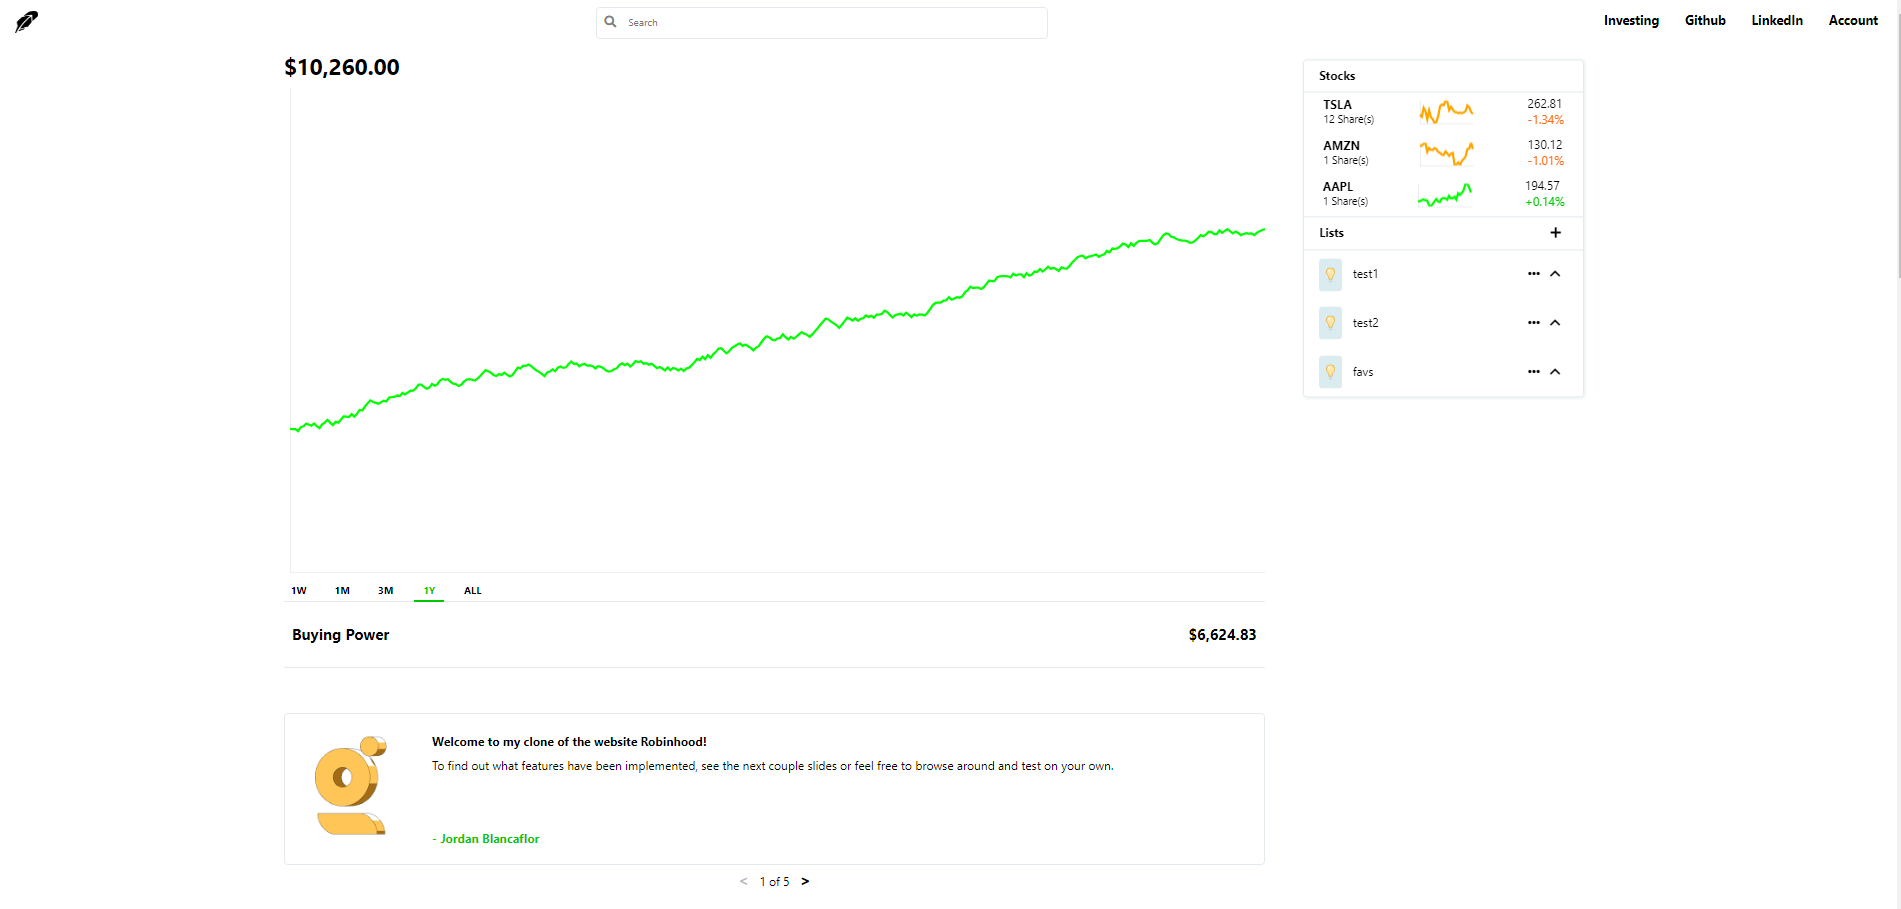 Search
Investing Github LinkedIn Account
$10,260.00
1W 1M 3M 1Y ALL
Buying Power $6,624.83
Welcome to my clone of the website Robinhood!
To find out what features have been implemented, see the next couple slides or feel free to browse around and test on your own.
- Jordan Blancaflor
< 1 of 5 >
Stocks
TSLA 262.81
12 Share(s) -1.34%
AMZN 130.12
1 Share(s) -1.01%
AAPL 194.57
1 Share(s) +0.14%
Lists +
test1
test2
favs